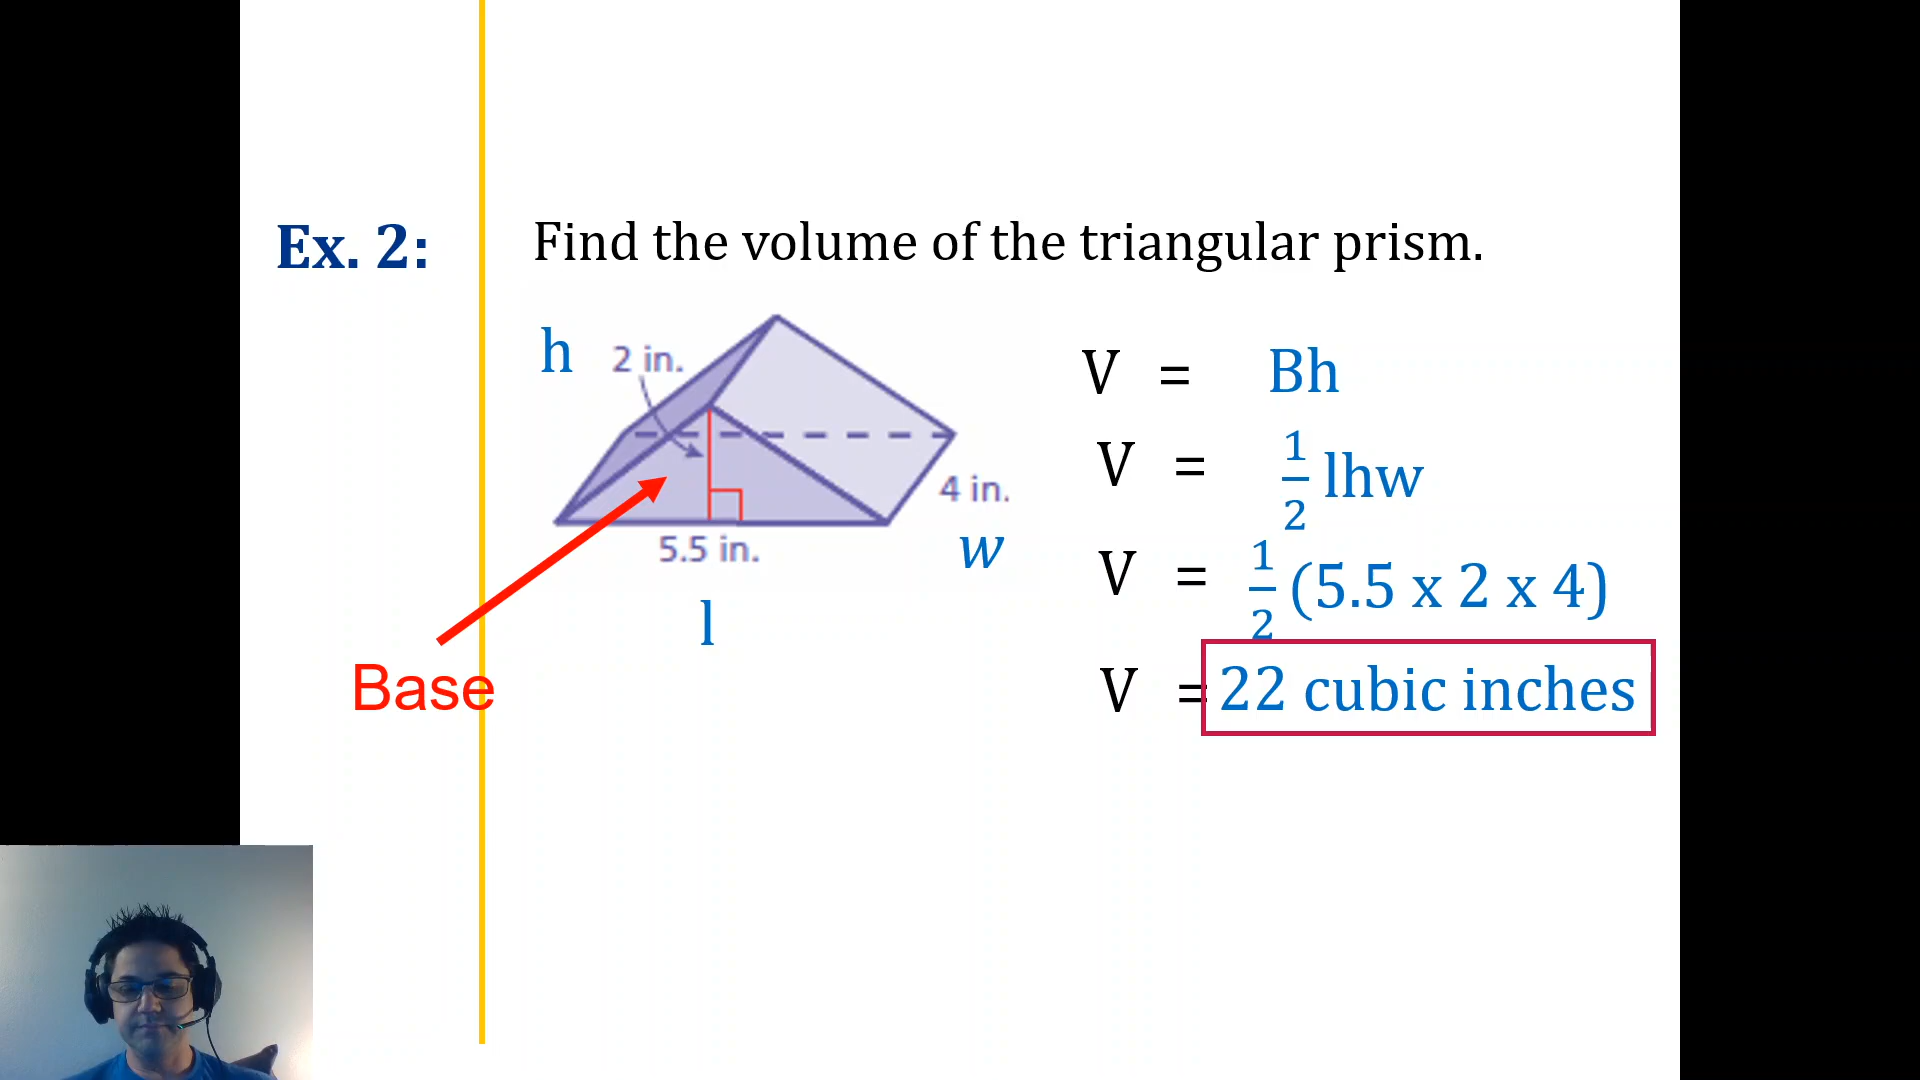 Ex. 2:
Find the volume of the triangular prism.
h
2 in.
4 in.
5.5 in.
w
l
Base
V = Bh
V = 1/2 lhw
V = 1/2 (5.5 x 2 x 4)
V = 22 cubic inches